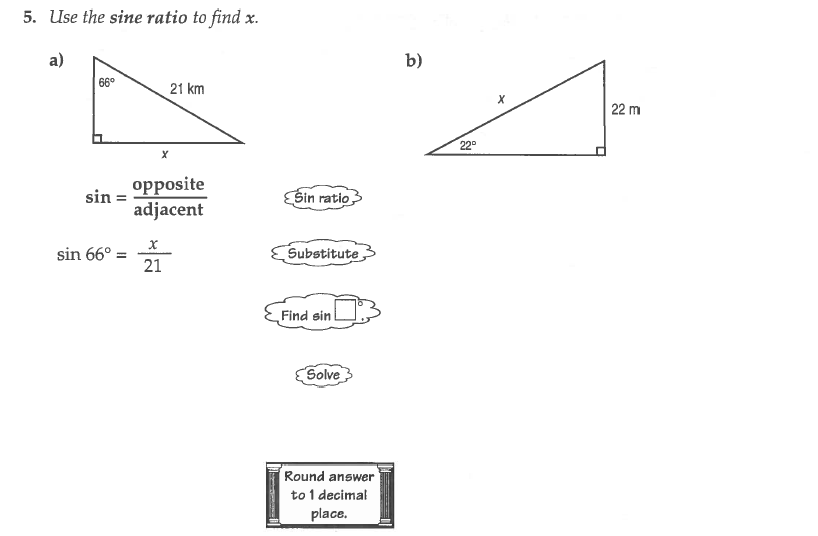 5. Use the sine ratio to find x.
a)
b)
66°
21 km
x
x
22 m
22°
sin = opposite
adjacent
Sin ratio
sin 66° = x
21
Substitute
Find sin °.
Solve
Round answer
to 1 decimal
place.